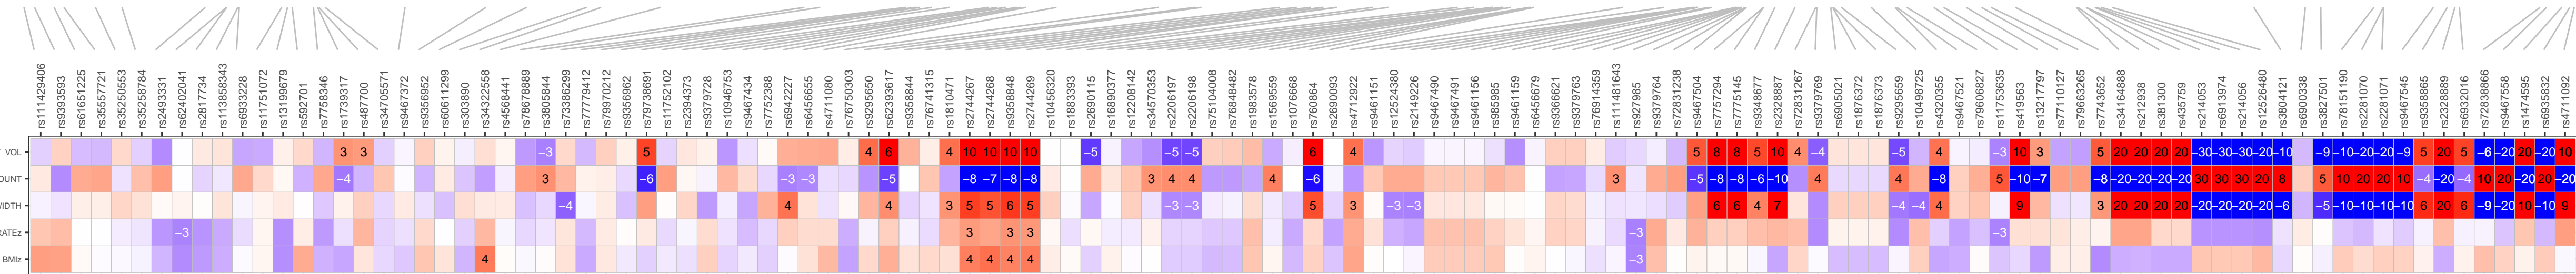 rs111429406
rs9393593
rs61651225
rs35557721
rs35250553
rs35258784
rs2493331
rs62402041
rs2817734
rs113858343
rs6933228
rs11751072
rs13199679
rs592701
rs7758346
rs1739317
rs487700
rs34705571
rs9467372
rs9356952
rs60611299
rs303890
rs34322558
rs4568441
rs78678889
rs3805844
rs73386299
rs77779412
rs79970212
rs9356962
rs79738691
rs11752102
rs2394373
rs9379728
rs10946753
rs9467434
rs7752388
rs6942227
rs6456655
rs4711080
rs76750303
rs9295650
rs62393617
rs9358844
rs76741315
rs1810471
rs2744267
rs2744268
rs9358848
rs2744269
rs10456320
rs1883393
rs26901115
rs16890377
rs12208142
rs34570353
rs2206197
rs2206198
rs75104008
rs76848482
rs1983578
rs1569559
rs1076668
rs760864
rs2690093
rs4712922
rs9461151
rs12524380
rs2149226
rs9467490
rs9467491
rs9461156
rs985985
rs9461159
rs6456679
rs9366621
rs9379763
rs76914359
rs111481643
rs9227985
rs9379764
rs72831238
rs9467504
rs7757294
rs7775145
rs9348677
rs2328887
rs72831267
rs9379769
rs6905021
rs1876372
rs1876373
rs9295659
rs10498725
rs4320355
rs9467521
rs79606827
rs11753635
rs419563
rs13217797
rs77110127
rs79663265
rs7743652
rs34164888
rs212938
rs381300
rs435759
rs214053
rs6913974
rs214056
rs12526480
rs3804121
rs6900338
rs3827501
rs78151190
rs2281070
rs2281071
rs9467545
rs9358865
rs2328889
rs6932016
rs72838866
rs9467558
rs1474595
rs6935832
rs4711092
_VOL 3 3 −3 5 4 6 4 10 10 10 10 −5 −5 −5 6 4 5 8 8 5 10 4 −4 −5 4 −3 10 3 5 20 20 20 20 −30 −30 −30 −20 −10 −9 −10 −20 −20 −9 5 20 5 −6 −20 20 −20 10
OUNT −4 3 −6 −3 −3 −5 −8 −7 −8 −8 3 4 4 4 −6 3 −5 −8 −8 −6 −10 4 4 −8 5 −10 −7 −8 −20 −20 −20 −20 30 30 30 20 8 5 10 20 20 10 −4 −20 −4 10 20 −20 20 −20
WIDTH −4 4 4 3 5 5 6 5 −3 −3 5 3 −3 −3 6 6 4 7 −4 −4 4 9 3 20 20 20 20 −20 −20 −20 −20 −6 −5 −10 −10 −10 −10 6 20 6 −9 −20 10 −10 9
RATEz −3 3 3 3 −3 −3
_BMIz 4 4 4 4 4 −3